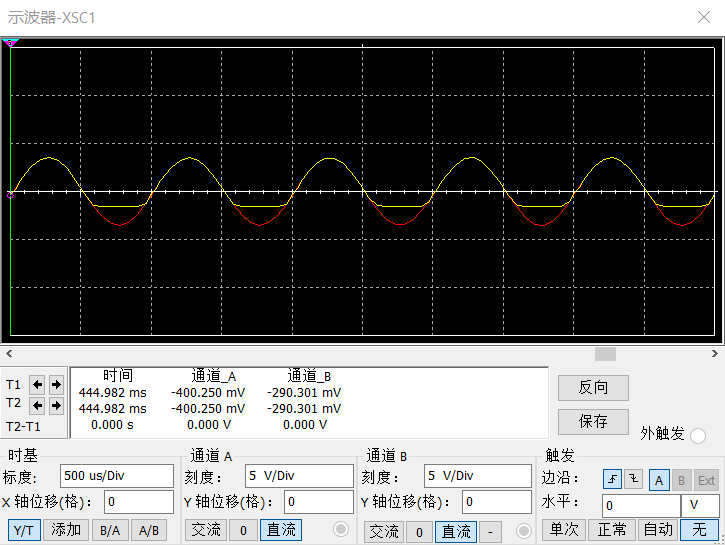 示波器-XSC1
T1
T2
T2-T1
时间 通道_A 通道_B
444.982 ms -400.250 mV -290.301 mV
444.982 ms -400.250 mV -290.301 mV
0.000 s 0.000 V 0.000 V
反向
保存
外触发
时基
标度: 500 us/Div
X 轴位移(格): 0
Y/T 添加 B/A A/B
通道 A
刻度: 5 V/Div
Y 轴位移(格): 0
交流 0 直流
通道 B
刻度: 5 V/Div
Y 轴位移(格): 0
交流 0 直流 -
触发
边沿: A B Ext
水平: 0 V
单次 正常 自动 无